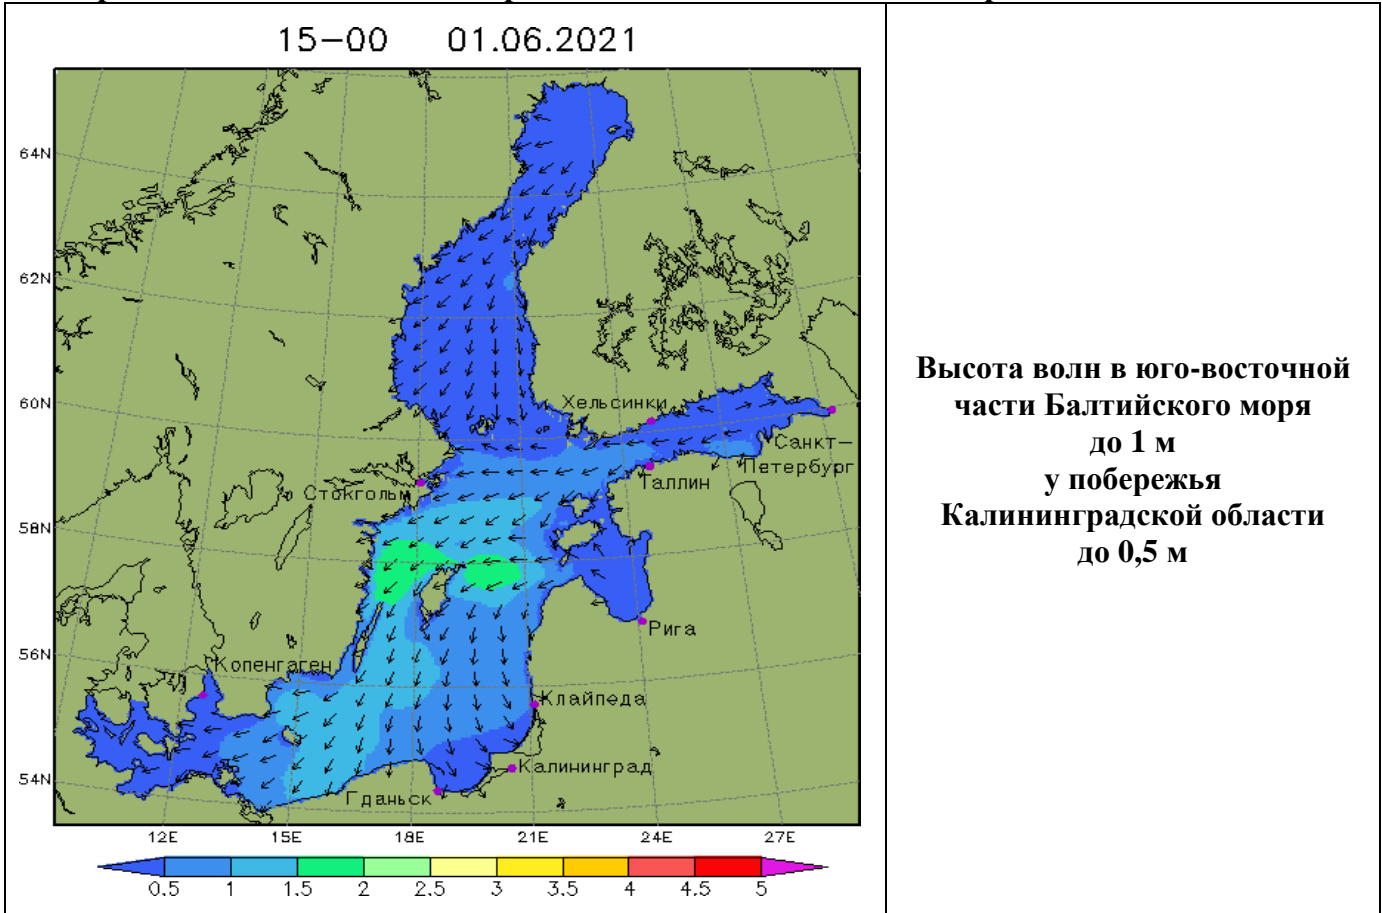 15-00 01.06.2021
64N
62N
60N
58N
56N
54N
Хельсинки
Санкт-
Петербург
Таллин
Стокгольм
Рига
Копенгаген
Клайпеда
Калининград
Гданьск
12E 15E 18E 21E 24E 27E
0.5 1 1.5 2 2.5 3 3.5 4 4.5 5
Высота волн в юго-восточной
части Балтийского моря
до 1 м
у побережья
Калининградской области
до 0,5 м